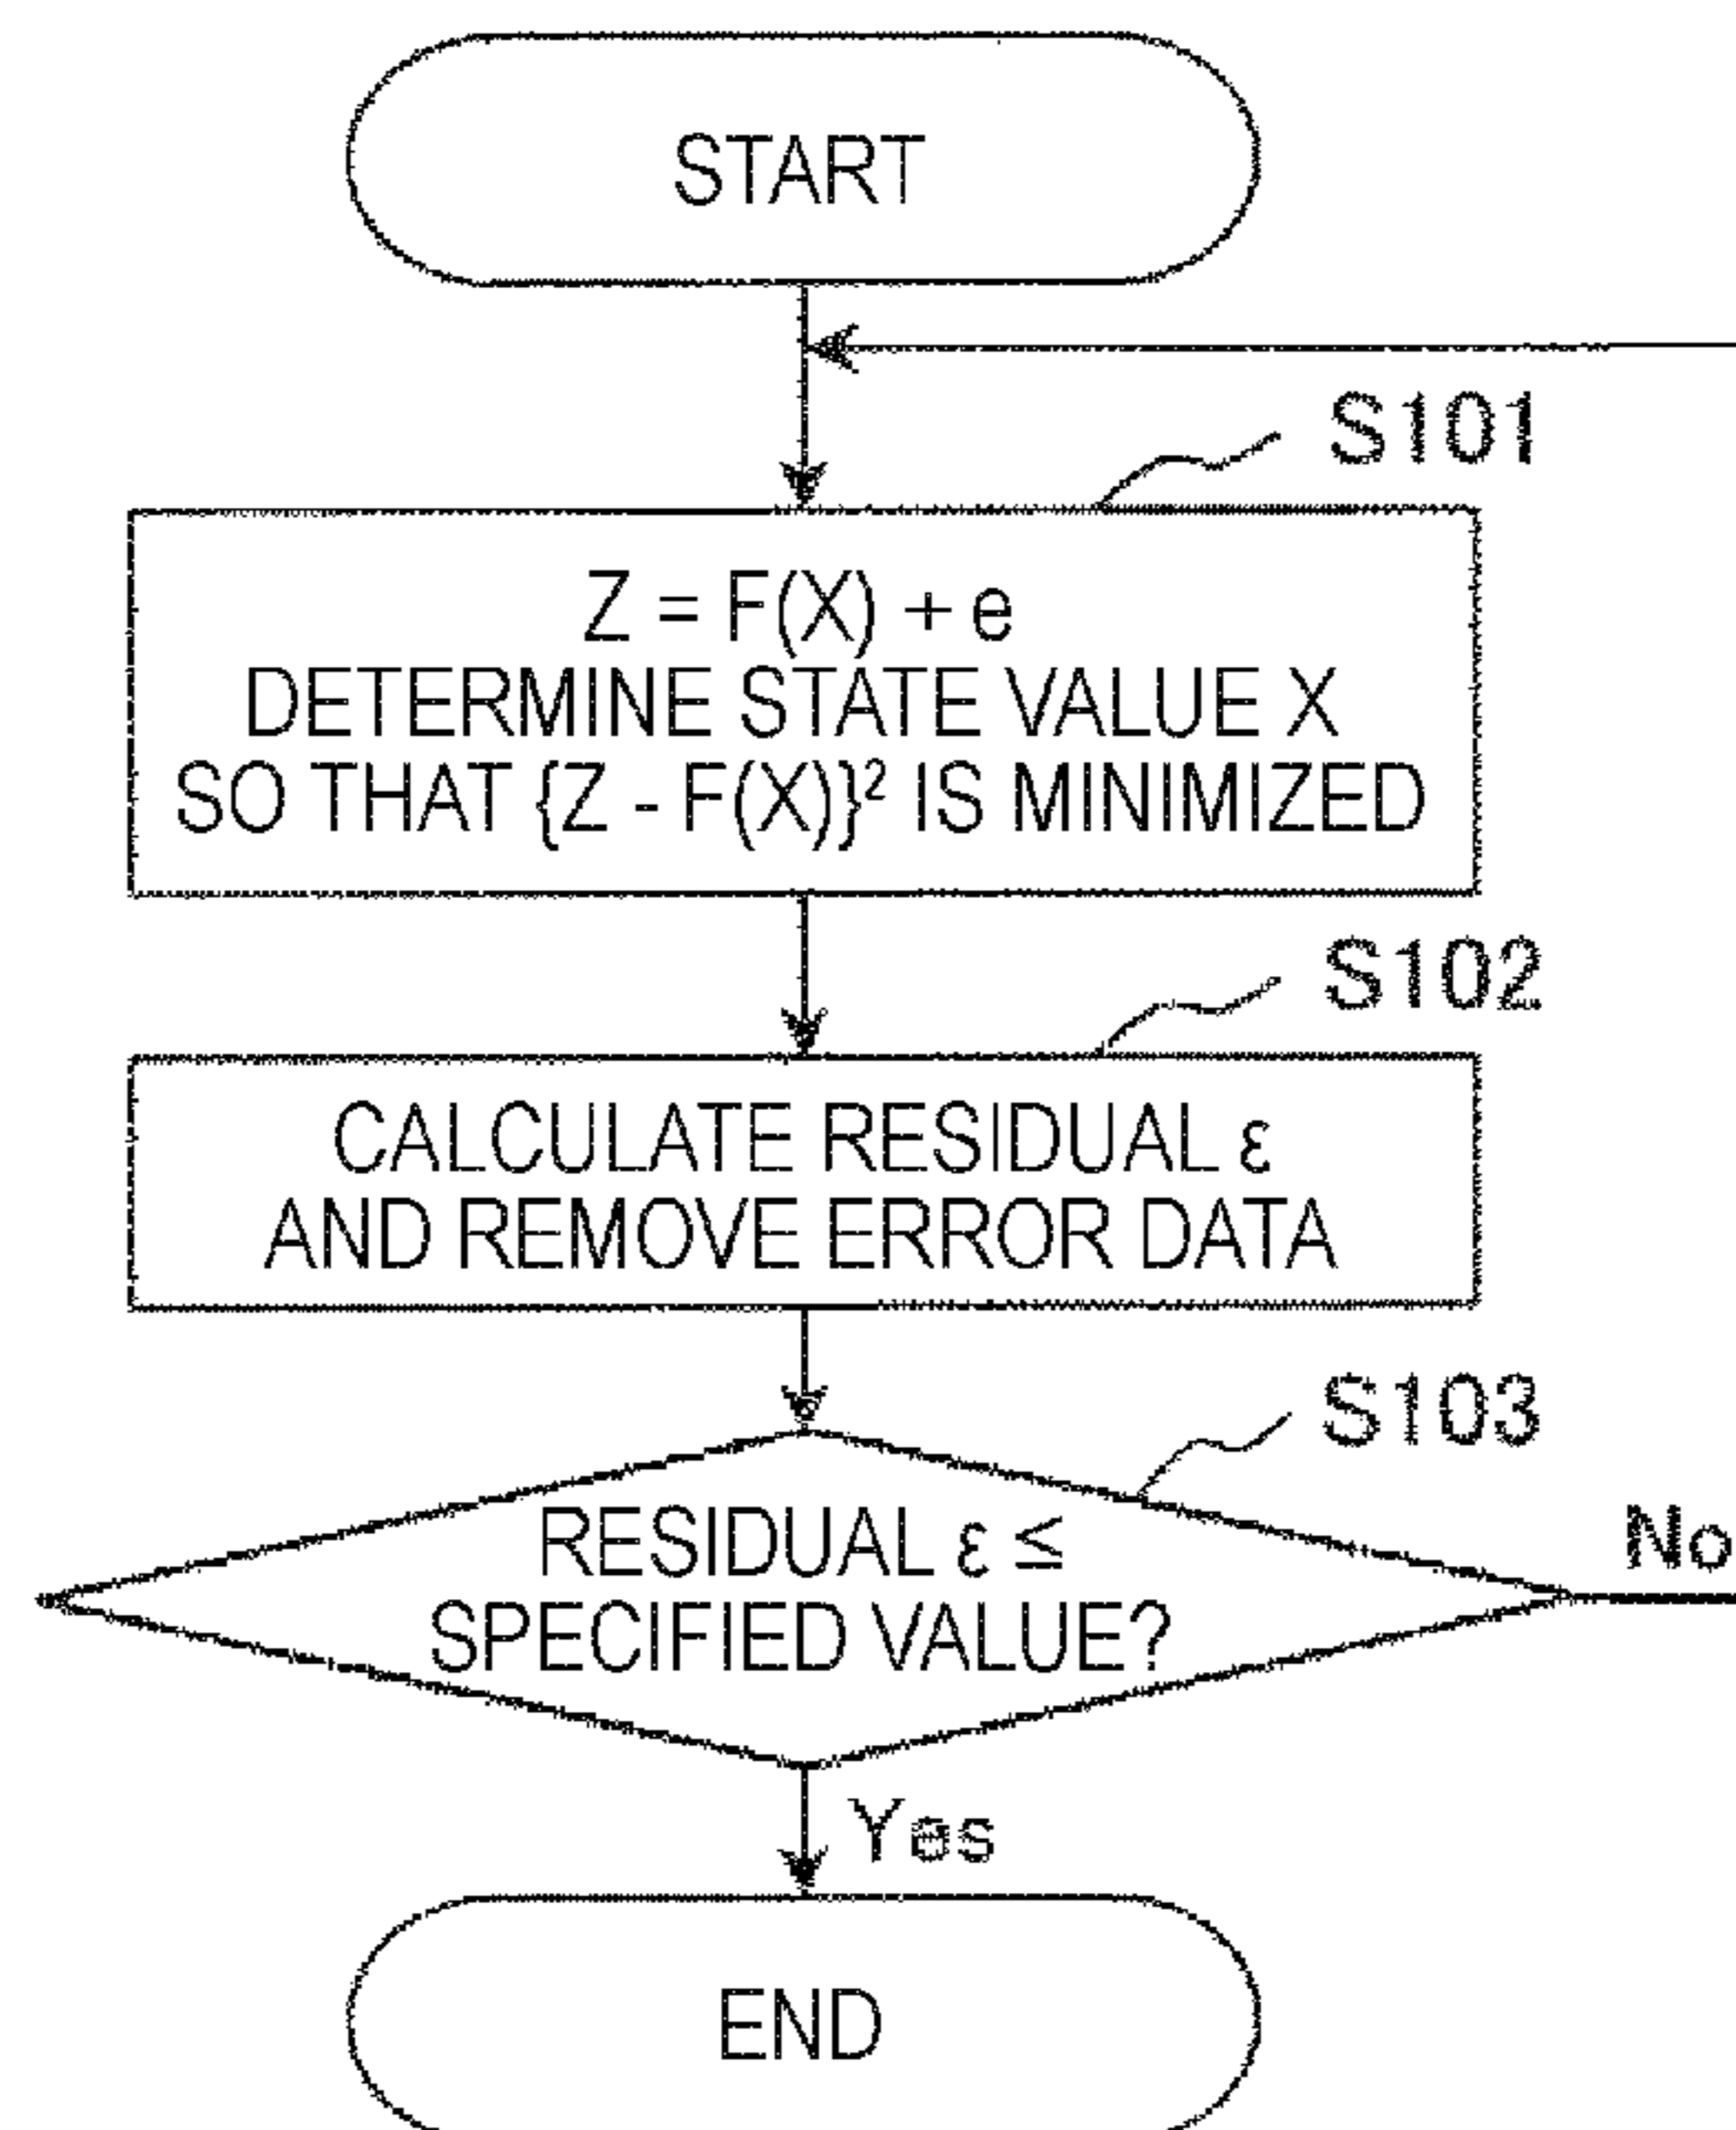 START
S101
Z = F(X) + e
DETERMINE STATE VALUE X
SO THAT {Z - F(X)}² IS MINIMIZED
S102
CALCULATE RESIDUAL ε
AND REMOVE ERROR DATA
S103
RESIDUAL ε ≤
SPECIFIED VALUE?
No
Yes
END